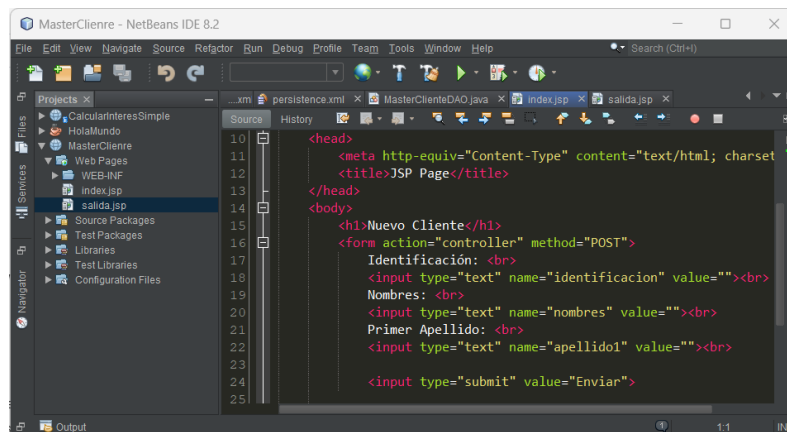 MasterClienre - NetBeans IDE 8.2
File Edit View Navigate Source Refactor Run Debug Profile Team Tools Window Help
Search (Ctrl+I)
Projects
...xm persistence.xml MasterClienteDAO.java index.jsp salida.jsp
Files
Services
Navigator
CalcularInteresSimple
HolaMundo
MasterClienre
Web Pages
WEB-INF
index.jsp
salida.jsp
Source Packages
Test Packages
Libraries
Test Libraries
Configuration Files
Source History
10 <head>
11 <meta http-equiv="Content-Type" content="text/html; charset
12 <title>JSP Page</title>
13 </head>
14 <body>
15 <h1>Nuevo Cliente</h1>
16 <form action="controller" method="POST">
17 Identificación: <br>
18 <input type="text" name="identificacion" value=""><br>
19 Nombres: <br>
20 <input type="text" name="nombres" value=""><br>
21 Primer Apellido: <br>
22 <input type="text" name="apellido1" value=""><br>
23
24 <input type="submit" value="Enviar">
25
Output
1
1:1
IN